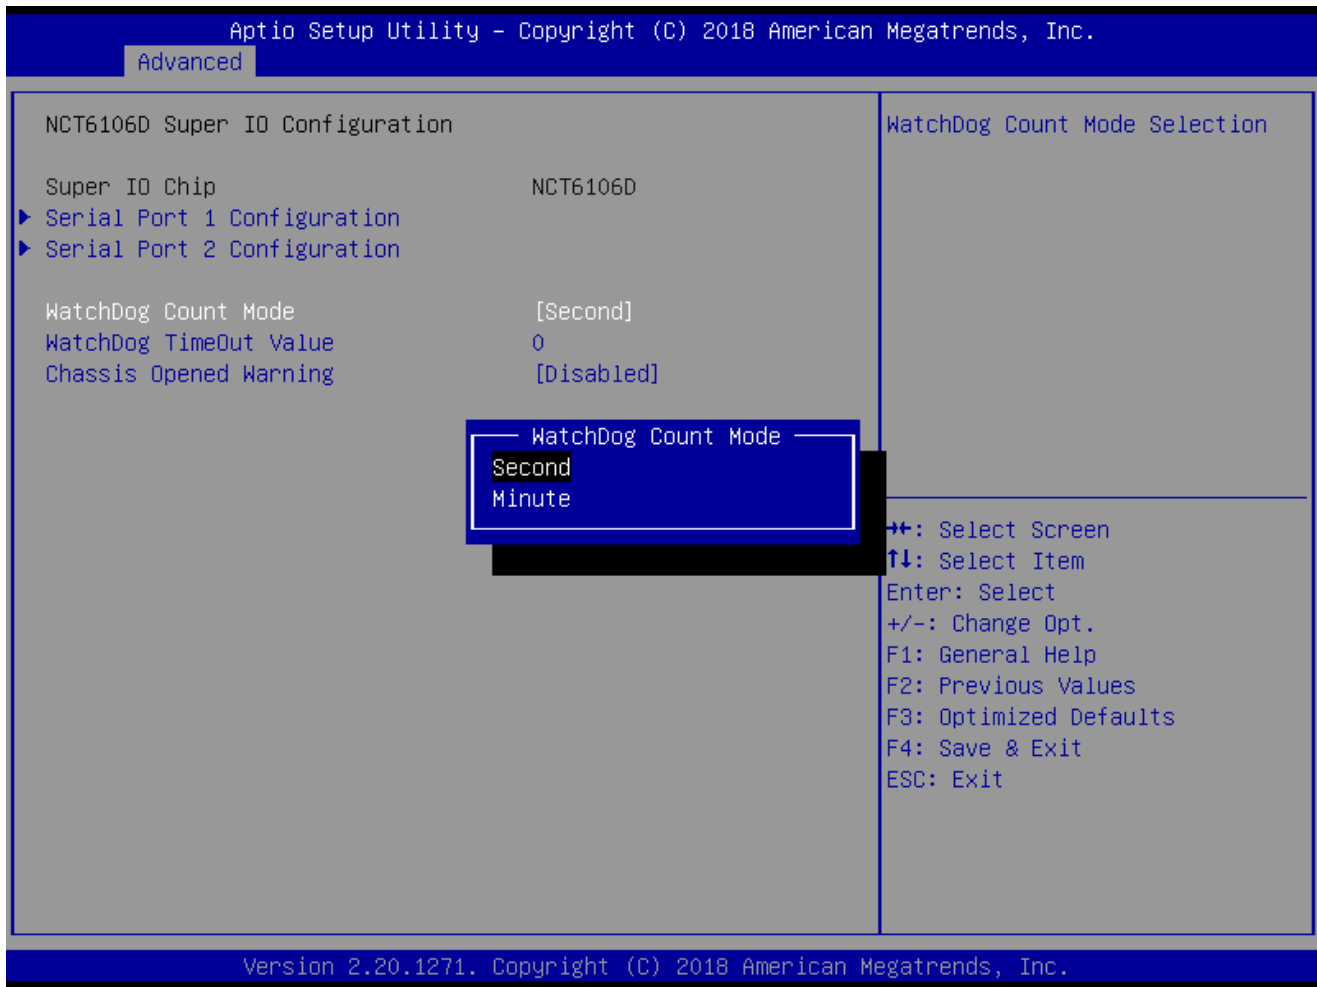 Aptio Setup Utility – Copyright (C) 2018 American Megatrends, Inc.
Advanced
NCT6106D Super IO Configuration
Super IO Chip NCT6106D
Serial Port 1 Configuration
Serial Port 2 Configuration
WatchDog Count Mode [Second]
WatchDog TimeOut Value 0
Chassis Opened Warning [Disabled]
WatchDog Count Mode
Second
Minute
WatchDog Count Mode Selection
→←: Select Screen
↑↓: Select Item
Enter: Select
+/-: Change Opt.
F1: General Help
F2: Previous Values
F3: Optimized Defaults
F4: Save & Exit
ESC: Exit
Version 2.20.1271. Copyright (C) 2018 American Megatrends, Inc.